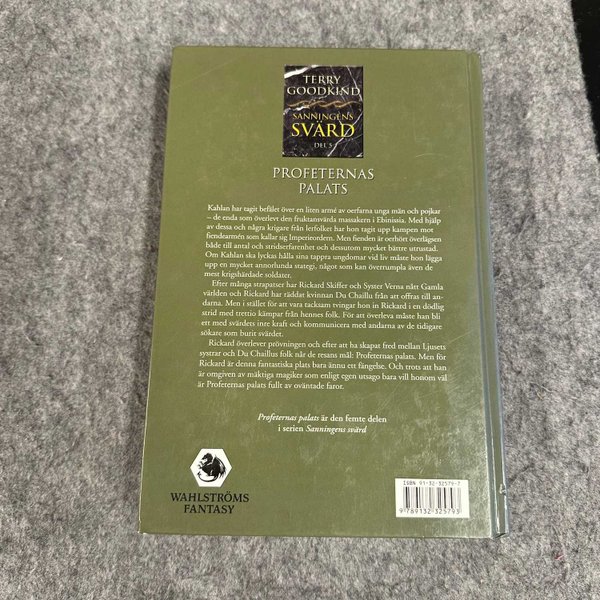 TERRY
GOODKIND
SANNINGENS
SVÄRD
DEL 5
PROFETERNAS
PALATS
Kahlan har tagit befälet över en liten armé av oerfarna unga män och pojkar
– de enda som överlevt den fruktansvärda massakern i Ebinissia. Med hjälp
av dessa och några krigare från lerfolket har hon tagit upp kampen mot
fiendearmén som kallar sig Imperieordern. Men fienden är oerhört överlägsen
både till antal och stridserfarenhet och dessutom mycket bättre utrustad.
Om Kahlan ska lyckas hålla sina tappra ungdomar vid liv måste hon lägga
upp en mycket annorlunda stategi, något som kan överrumpla även de
mest krigshärdade soldater.
Efter många strapatser har Rickard Skiffer och Syster Verna nått Gamla
världen och Rickard har räddat kvinnan Du Chaillu från att offras till an-
darna. Men i stället för att vara tacksam tvingar hon in Rickard i en dödlig
strid med trettio kämpar från hennes folk. För att överleva måste han bli
ett med svärdets inre kraft och kommunicera med andarna av de tidigare
sökare som burit svärdet.
Rickard överlever prövningen och efter att ha skapat fred mellan Ljusets
systrar och Du Chaillus folk når de resans mål: Profeternas palats. Men för
Rickard är denna fantastiska plats bara ännu ett fängelse. Och trots att han
är omgiven av mäktiga magiker som enligt egen utsago bara vill honom väl
är Profeternas palats fullt av oväntade faror.
Profeternas palats är den femte delen
i serien Sanningens svärd
WAHLSTRÖMS
FANTASY
ISBN 91-32-32579-7
9 789132 325793